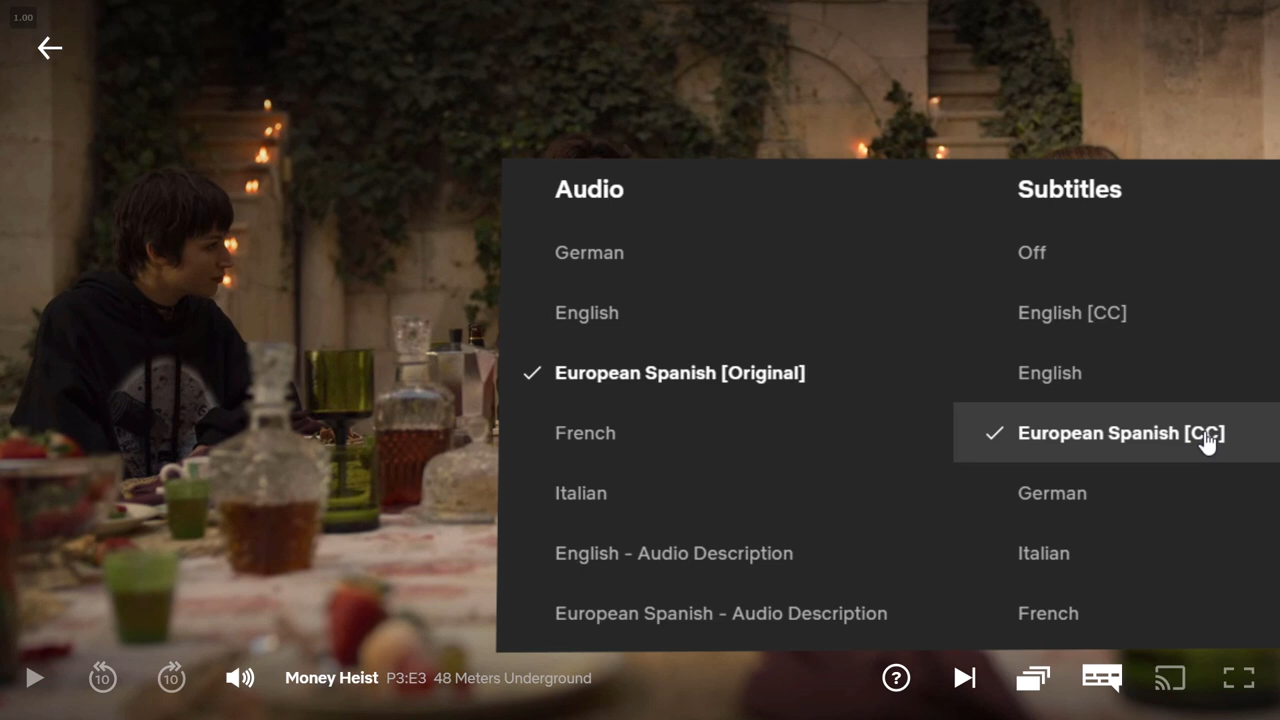 1.00
Audio
German
English
European Spanish [Original]
French
Italian
English - Audio Description
European Spanish - Audio Description
Subtitles
Off
English [CC]
English
European Spanish [CC]
German
Italian
French
10
10
Money Heist P3:E3 48 Meters Underground
?